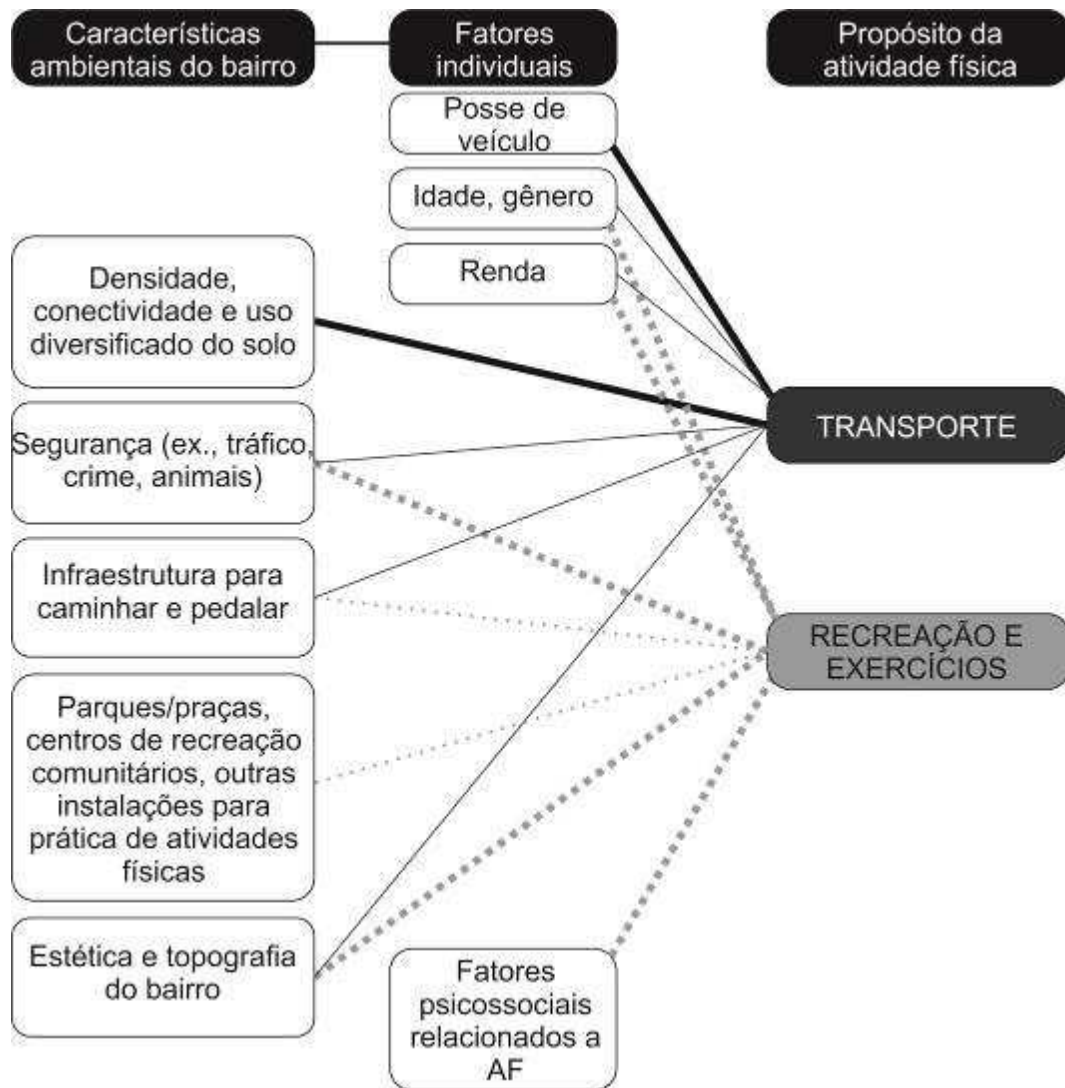 Características
ambientais do bairro
Fatores
individuais
Propósito da
atividade física
Posse de
veículo
Idade, gênero
Renda
Densidade,
conectividade e uso
diversificado do solo
Segurança (ex., tráfico,
crime, animais)
Infraestrutura para
caminhar e pedalar
Parques/praças,
centros de recreação
comunitários, outras
instalações para
prática de atividades
físicas
Estética e topografia
do bairro
Fatores
psicossociais
relacionados a
AF
TRANSPORTE
RECREAÇÃO E
EXERCÍCIOS